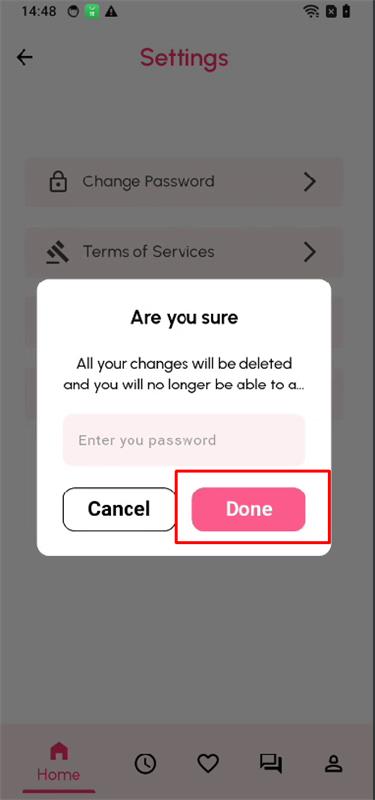 14:48
Settings
Change Password
Terms of Services
Are you sure
All your changes will be deleted
and you will no longer be able to a...
Enter you password
Cancel
Done
Home